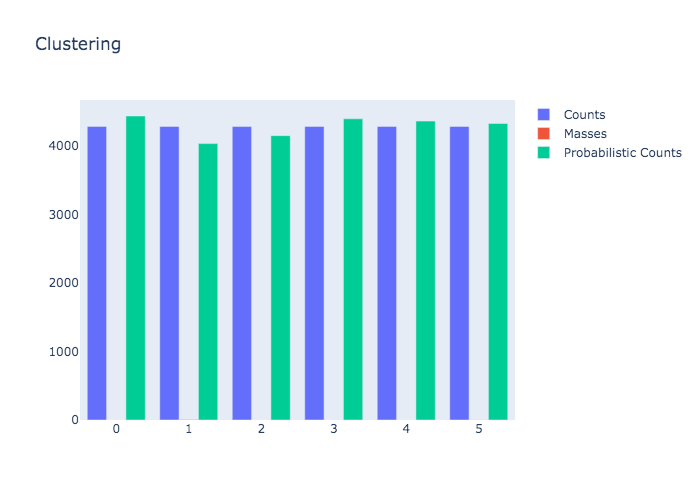 Clustering
Counts
Masses
Probabilistic Counts
4000
3000
2000
1000
0
0 1 2 3 4 5